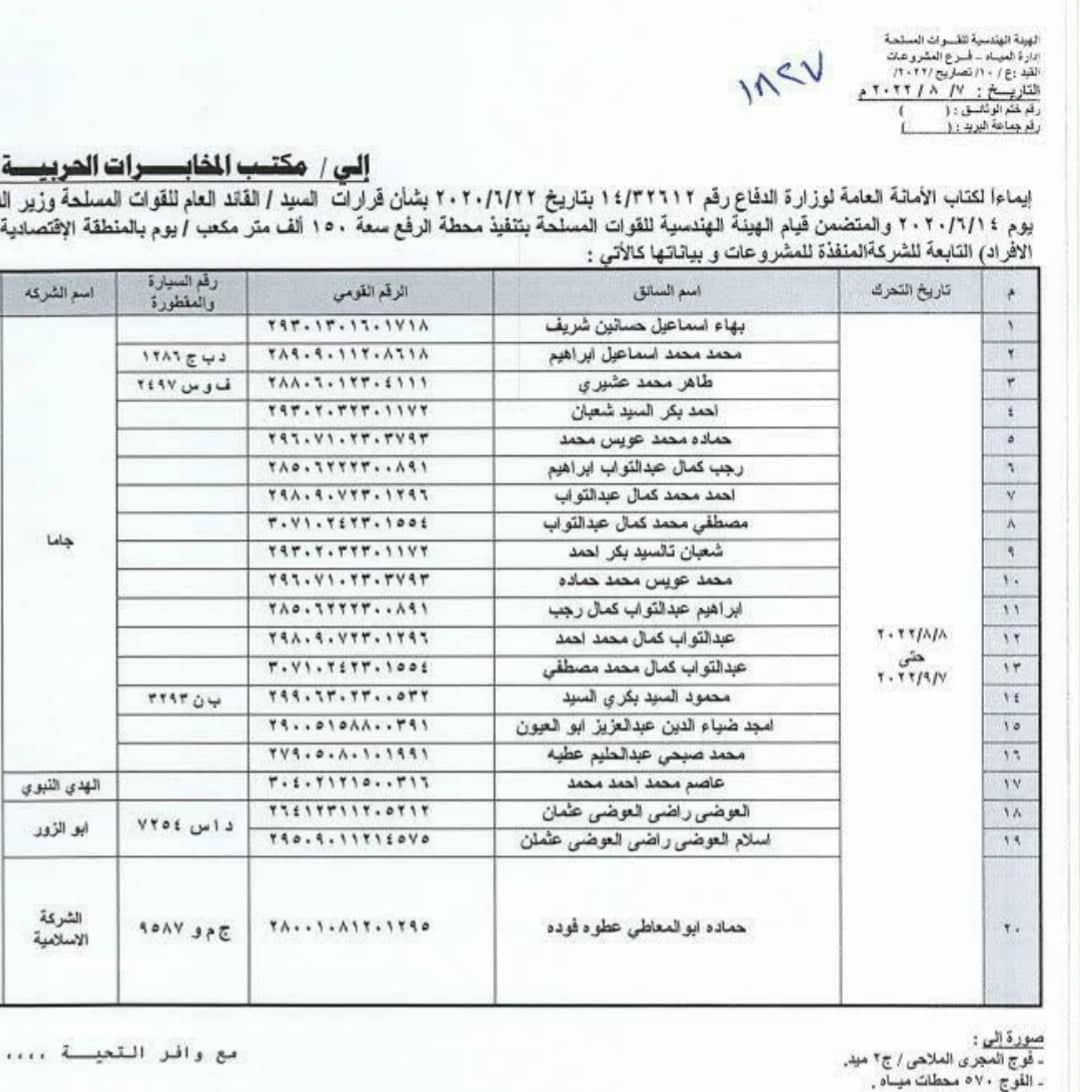 الهيئة الهندسية للقوات المسلحة
إدارة المياه - فرع المشروعات
القيد :ع / ١٠/ تصاريح /٢٠٢٢/
التاريخ : ٧/ ٨ / ٢٠٢٢ م
رقم ختم الوثائق : ( )
رقم جماعة البريد : ( )
١٨٢٧
إلي / مكتب المخابرات الحربية
إيماءاً لكتاب الأمانة العامة لوزارة الدفاع رقم ١٤/٣٢٦١٢ بتاريخ ٢٠٢٠/٦/٢٢ بشأن قرارات السيد / القائد العام للقوات المسلحة وزير
يوم ٢٠٢٠/٦/١٤ والمتضمن قيام الهيئة الهندسية للقوات المسلحة بتنفيذ محطة الرفع سعة ١٥٠ ألف متر مكعب / يوم بالمنطقة الإقتصادية
الافراد) التابعة للشركةالمنفذة للمشروعات و بياناتها كالأتي :
م تاريخ التحرك اسم السائق الرقم القومي رقم السيارة والمقطورة اسم الشركه
١ بهاء اسماعيل حسانين شريف ٢٩٣٠١٣٠١٦٠١٧١٨
٢ محمد محمد اسماعيل ابراهيم ٢٨٩٠٩٠١١٢٠٨٦١٨ د ب ج ١٢٨٦
٣ طاهر محمد عشيري ٢٨٨٠٦٠١٢٣٠٤١١١ ف و س ٢٤٩٧
٤ احمد بكر السيد شعبان ٢٩٣٠٢٠٣٢٣٠١١٧٢
٥ حماده محمد عويس محمد ٢٩٦٠٧١٠٢٣٠٣٧٩٣
٦ رجب كمال عبدالتواب ابراهيم ٢٨٥٠٦٢٢٢٣٠٠٨٩١
٧ احمد محمد كمال عبدالتواب ٢٩٨٠٩٠٧٢٣٠١٢٩٦
٨ مصطفي محمد كمال عبدالتواب ٣٠٧١٠٢٤٢٣٠١٥٥٤
جاما
٩ شعبان تالسيد بكر احمد ٢٩٣٠٢٠٣٢٣٠١١٧٢
١٠ محمد عويس محمد حماده ٢٩٦٠٧١٠٢٣٠٣٧٩٣
١١ ابراهيم عبدالتواب كمال رجب ٢٨٥٠٦٢٢٢٣٠٠٨٩١
١٢ عبدالتواب كمال محمد احمد ٢٩٨٠٩٠٧٢٣٠١٢٩٦
٢٠٢٢/٨/٨
حتى
٢٠٢٢/٩/٧
١٣ عبدالتواب كمال محمد مصطفي ٣٠٧١٠٢٤٢٣٠١٥٥٤
١٤ محمود السيد بكري السيد ٢٩٩٠٦٣٠٢٣٠٠٥٣٢ ب ن ٣٢٩٣
١٥ امجد ضياء الدين عبدالعزيز ابو العيون ٢٩٠٠٥١٥٨٨٠٠٣٩١
١٦ محمد صبحي عبدالحليم عطيه ٢٧٩٠٥٠٨٠١٠١٩٩١
١٧ عاصم محمد احمد محمد ٣٠٤٠٢١٢١٥٠٠٣١٦ الهدي النبوي
١٨ العوضى راضى العوضى عثمان ٢٦٤١٢٣١١٢٠٥٢١٢ د ا س ٧٢٥٤ ابو الزور
١٩ اسلام العوضى راضى العوضى عثملن ٢٩٥٠٩٠١١٢١٤٥٧٥
٢٠ حماده ابوالمعاطي عطوه فوده ٢٨٠٠١٠٨١٢٠١٢٩٥ ج م و ٩٥٨٧ الشركة الاسلامية
مع وافر التحية ,,,,
صورة إلي :
- فوج المجرى الملاحى / ج٢ ميد.
- الفوج ٥٧٠ محطات مياه .